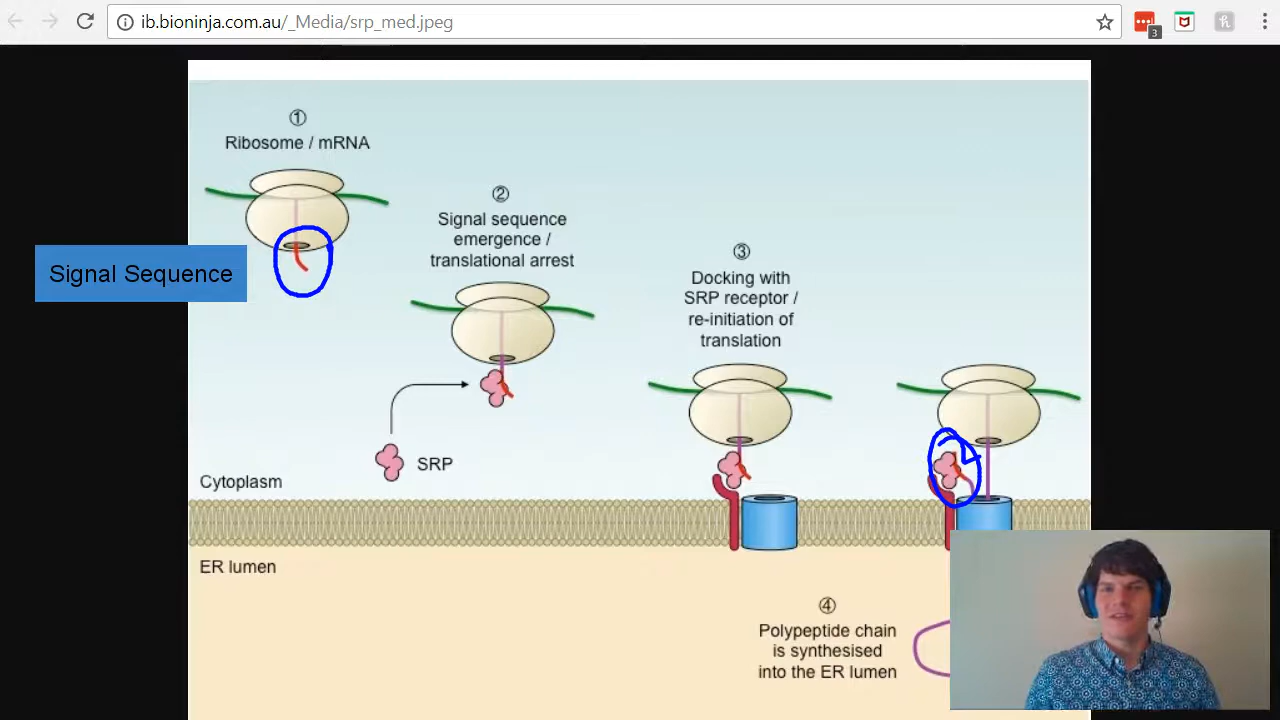 ib.bioninja.com.au/_Media/srp_med.jpeg
3
①
Ribosome / mRNA
②
Signal sequence
emergence /
translational arrest
Signal Sequence
③
Docking with
SRP receptor /
re-initiation of
translation
SRP
Cytoplasm
ER lumen
④
Polypeptide chain
is synthesised
into the ER lumen